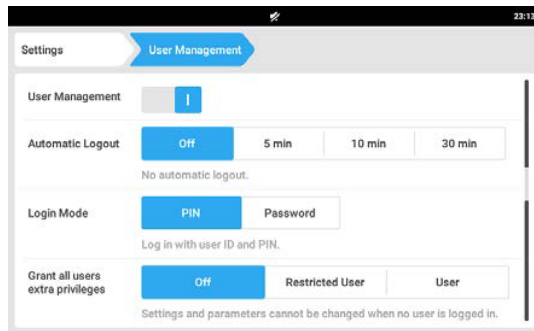 23:13
Settings User Management
User Management
Automatic Logout Off 5 min 10 min 30 min
No automatic logout.
Login Mode PIN Password
Log in with user ID and PIN.
Grant all users
extra privileges Off Restricted User User
Settings and parameters cannot be changed when no user is logged in.